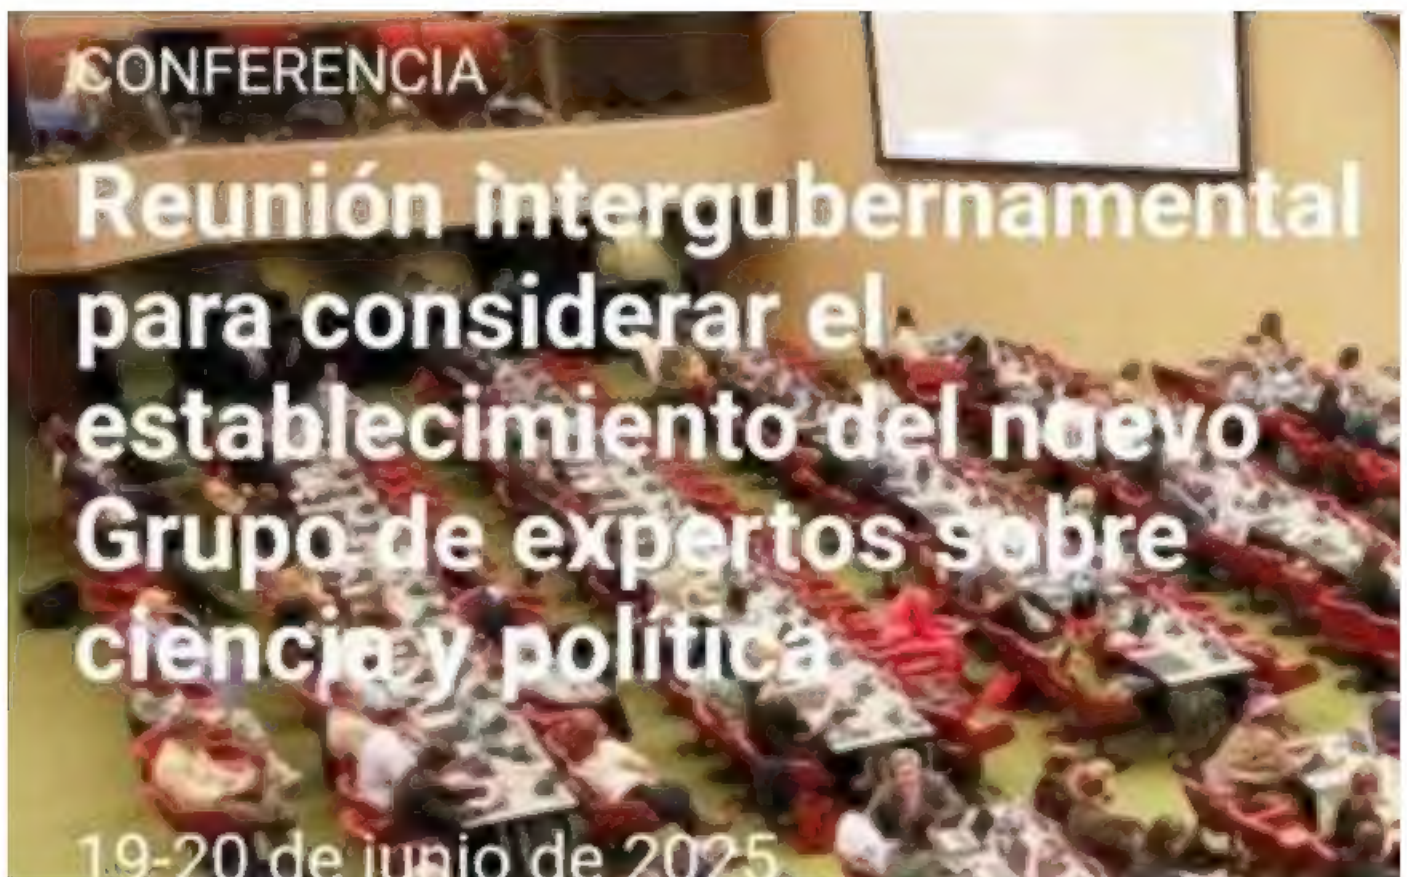 CONFERENCIA
Reunión intergubernamental
para considerar el
establecimiento del nuevo
Grupo de expertos sobre
ciencia y política
19-20 de junio de 2025